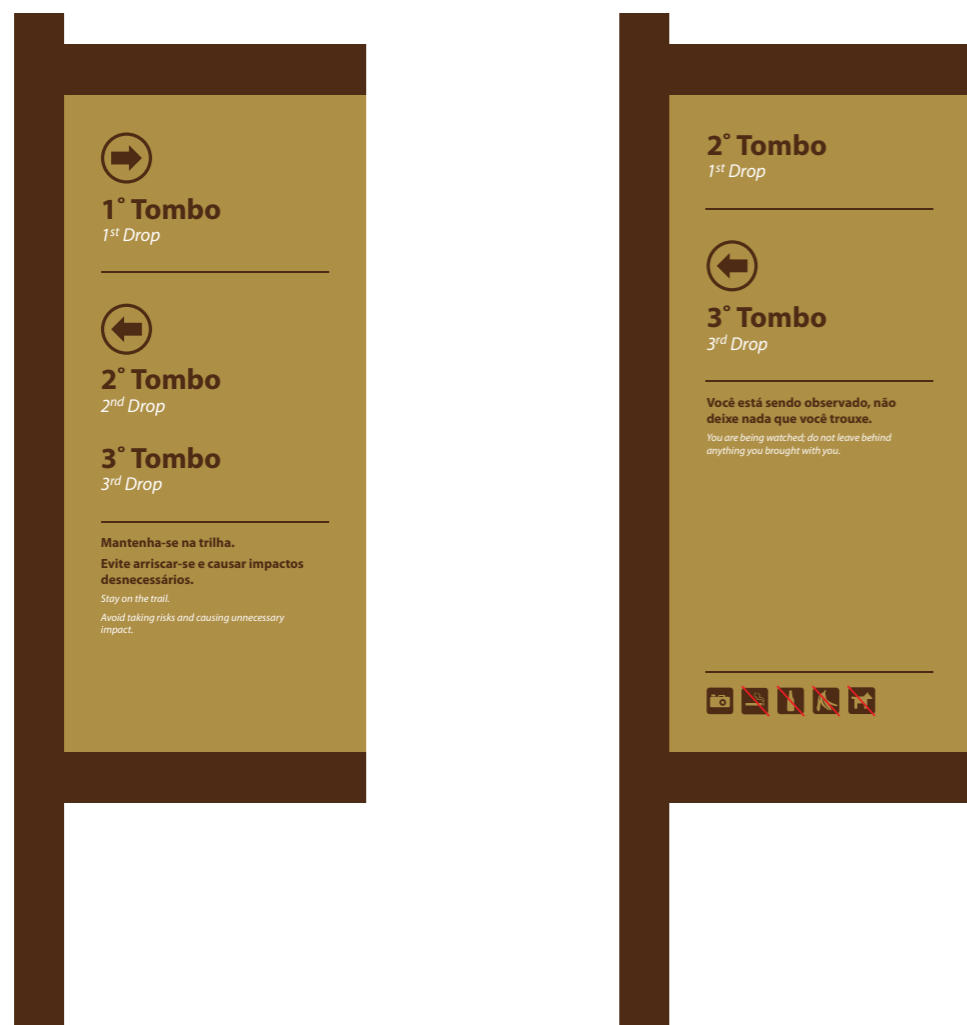 1° Tombo
1st Drop
2° Tombo
2nd Drop
3° Tombo
3rd Drop
Mantenha-se na trilha.
Evite arriscar-se e causar impactos
desnecessários.
Stay on the trail.
Avoid taking risks and causing unnecessary
impact.
2° Tombo
1st Drop
3° Tombo
3rd Drop
Você está sendo observado, não
deixe nada que você trouxe.
You are being watched; do not leave behind
anything you brought with you.